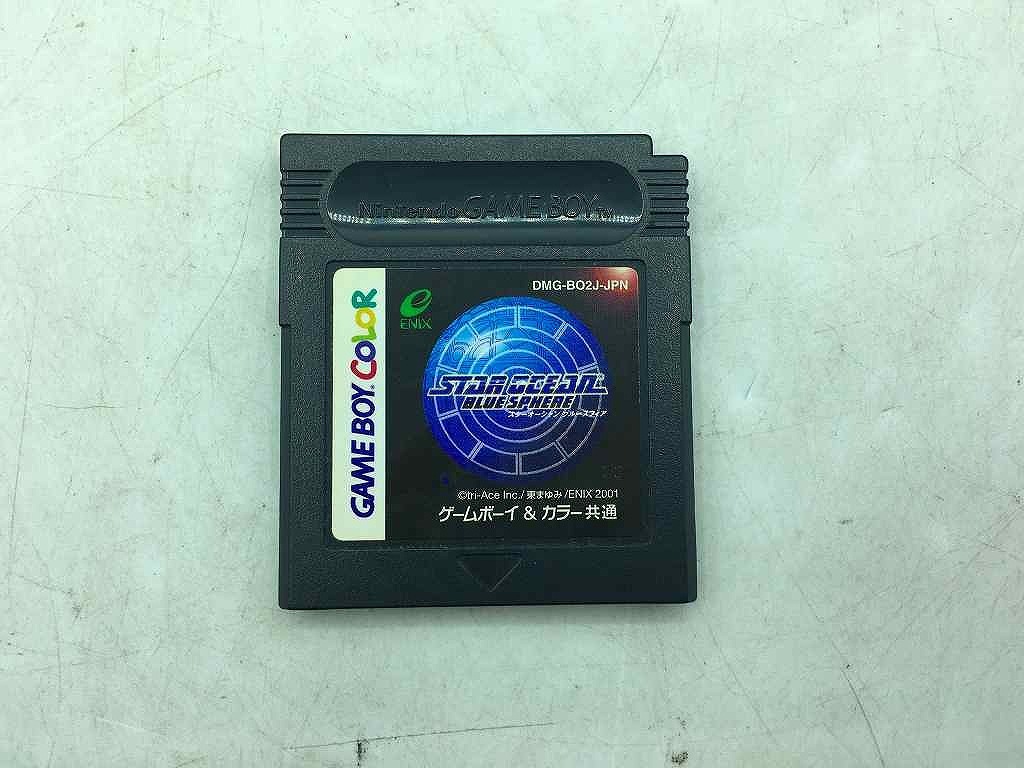 Nintendo GAME BOY TM
DMG-BO2J-JPN
ENIX
GAME BOY COLOR
STAR OCEAN
BLUE SPHERE
スターオーシャン ブルースフィア
©tri-Ace Inc./東まゆみ/ENIX 2001
ゲームボーイ & カラー共通